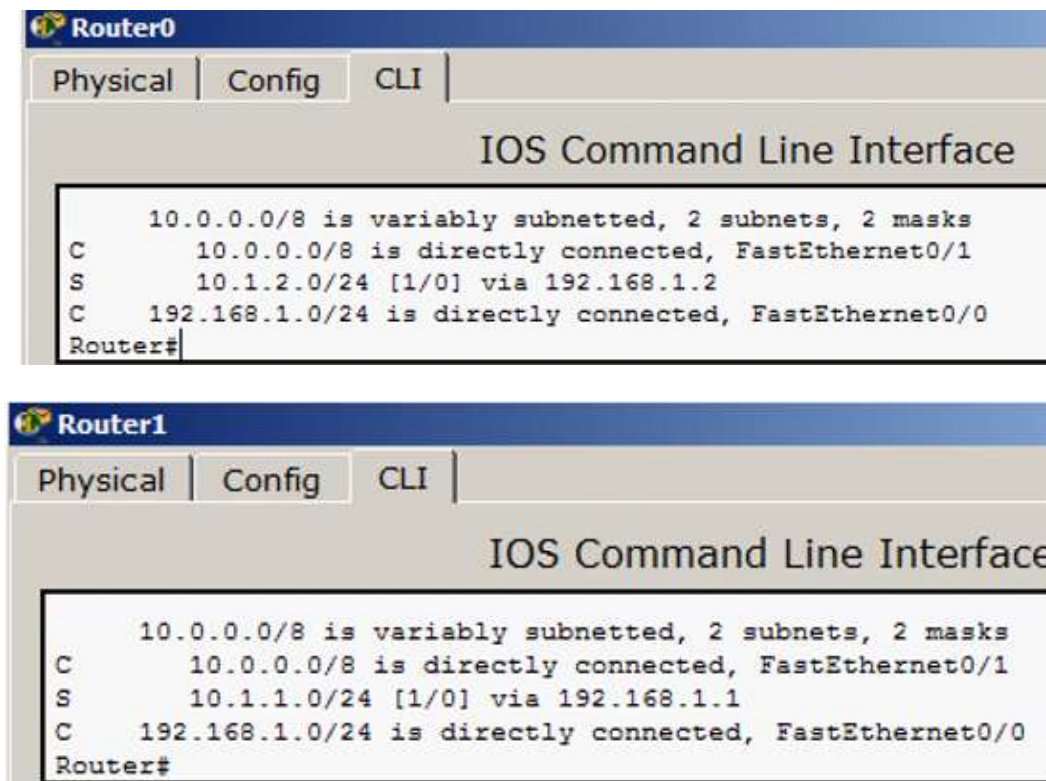 Router0
Physical Config CLI
IOS Command Line Interface
10.0.0.0/8 is variably subnetted, 2 subnets, 2 masks
C 10.0.0.0/8 is directly connected, FastEthernet0/1
S 10.1.2.0/24 [1/0] via 192.168.1.2
C 192.168.1.0/24 is directly connected, FastEthernet0/0
Router#
Router1
Physical Config CLI
IOS Command Line Interface
10.0.0.0/8 is variably subnetted, 2 subnets, 2 masks
C 10.0.0.0/8 is directly connected, FastEthernet0/1
S 10.1.1.0/24 [1/0] via 192.168.1.1
C 192.168.1.0/24 is directly connected, FastEthernet0/0
Router#